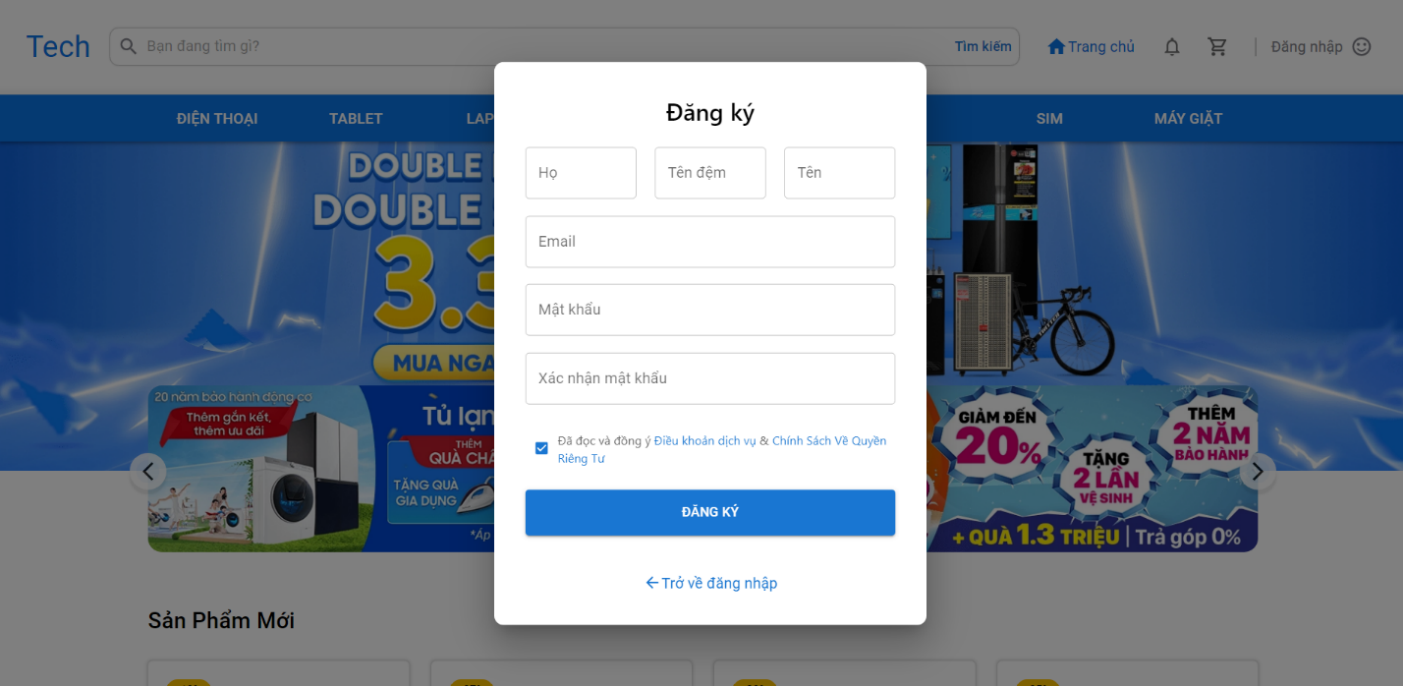 Tech
Bạn đang tìm gì?
Tìm kiếm
Trang chủ
Đăng nhập
ĐIỆN THOẠI
TABLET
LAP
SIM
MÁY GIẶT
Đăng ký
Họ
Tên đệm
Tên
Email
Mật khẩu
Xác nhận mật khẩu
Đã đọc và đồng ý Điều khoản dịch vụ & Chính Sách Về Quyền
Riêng Tư
ĐĂNG KÝ
Trở về đăng nhập
DOUBLE
DOUBLE
3.3
MUA NGA
20 năm bảo hành động cơ
Thêm gắn kết,
thêm ưu đãi
Tủ lạn
THÊM
QUÀ CHẤ
TẶNG QUÀ
GIA DỤNG
*Áp
GIẢM ĐẾN
20%
TẶNG
2 LẦN
VỆ SINH
THÊM
2 NĂM
BẢO HÀNH
+ QUÀ 1.3 TRIỆU | Trả góp 0%
Sản Phẩm Mới